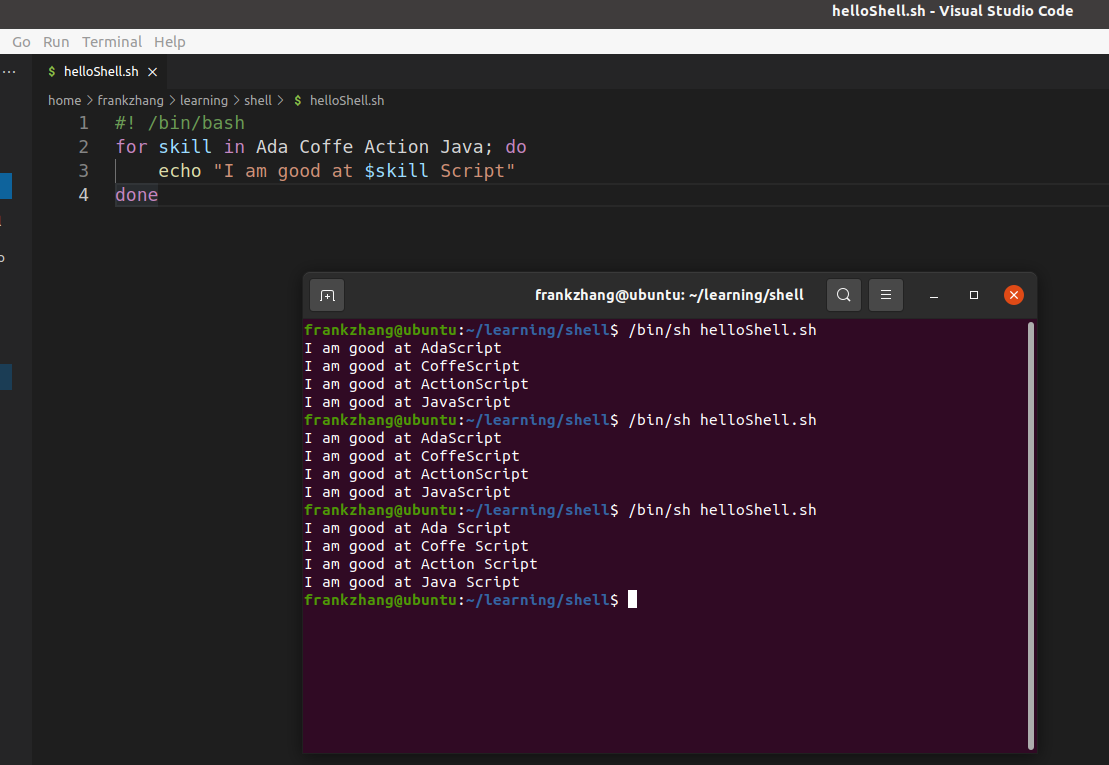 helloShell.sh - Visual Studio Code
Go Run Terminal Help
··· $ helloShell.sh ×
home > frankzhang > learning > shell > $ helloShell.sh
1 #! /bin/bash
2 for skill in Ada Coffe Action Java; do
3 echo "I am good at $skill Script"
4 done
frankzhang@ubuntu: ~/learning/shell
frankzhang@ubuntu:~/learning/shell$ /bin/sh helloShell.sh
I am good at AdaScript
I am good at CoffeScript
I am good at ActionScript
I am good at JavaScript
frankzhang@ubuntu:~/learning/shell$ /bin/sh helloShell.sh
I am good at AdaScript
I am good at CoffeScript
I am good at ActionScript
I am good at JavaScript
frankzhang@ubuntu:~/learning/shell$ /bin/sh helloShell.sh
I am good at Ada Script
I am good at Coffe Script
I am good at Action Script
I am good at Java Script
frankzhang@ubuntu:~/learning/shell$